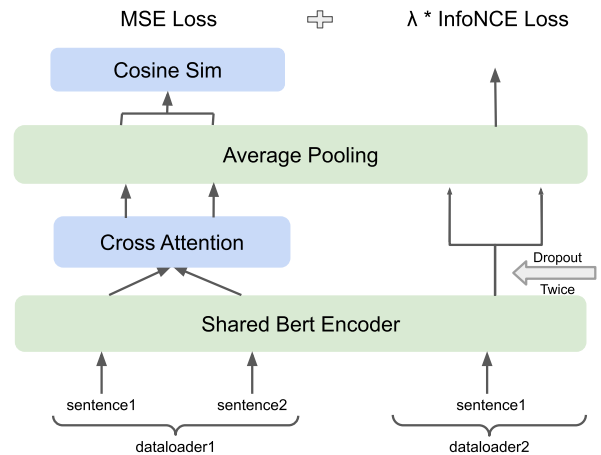 MSE Loss
λ * InfoNCE Loss
Cosine Sim
Average Pooling
Cross Attention
Dropout
Twice
Shared Bert Encoder
sentence1
sentence2
sentence1
dataloader1
dataloader2